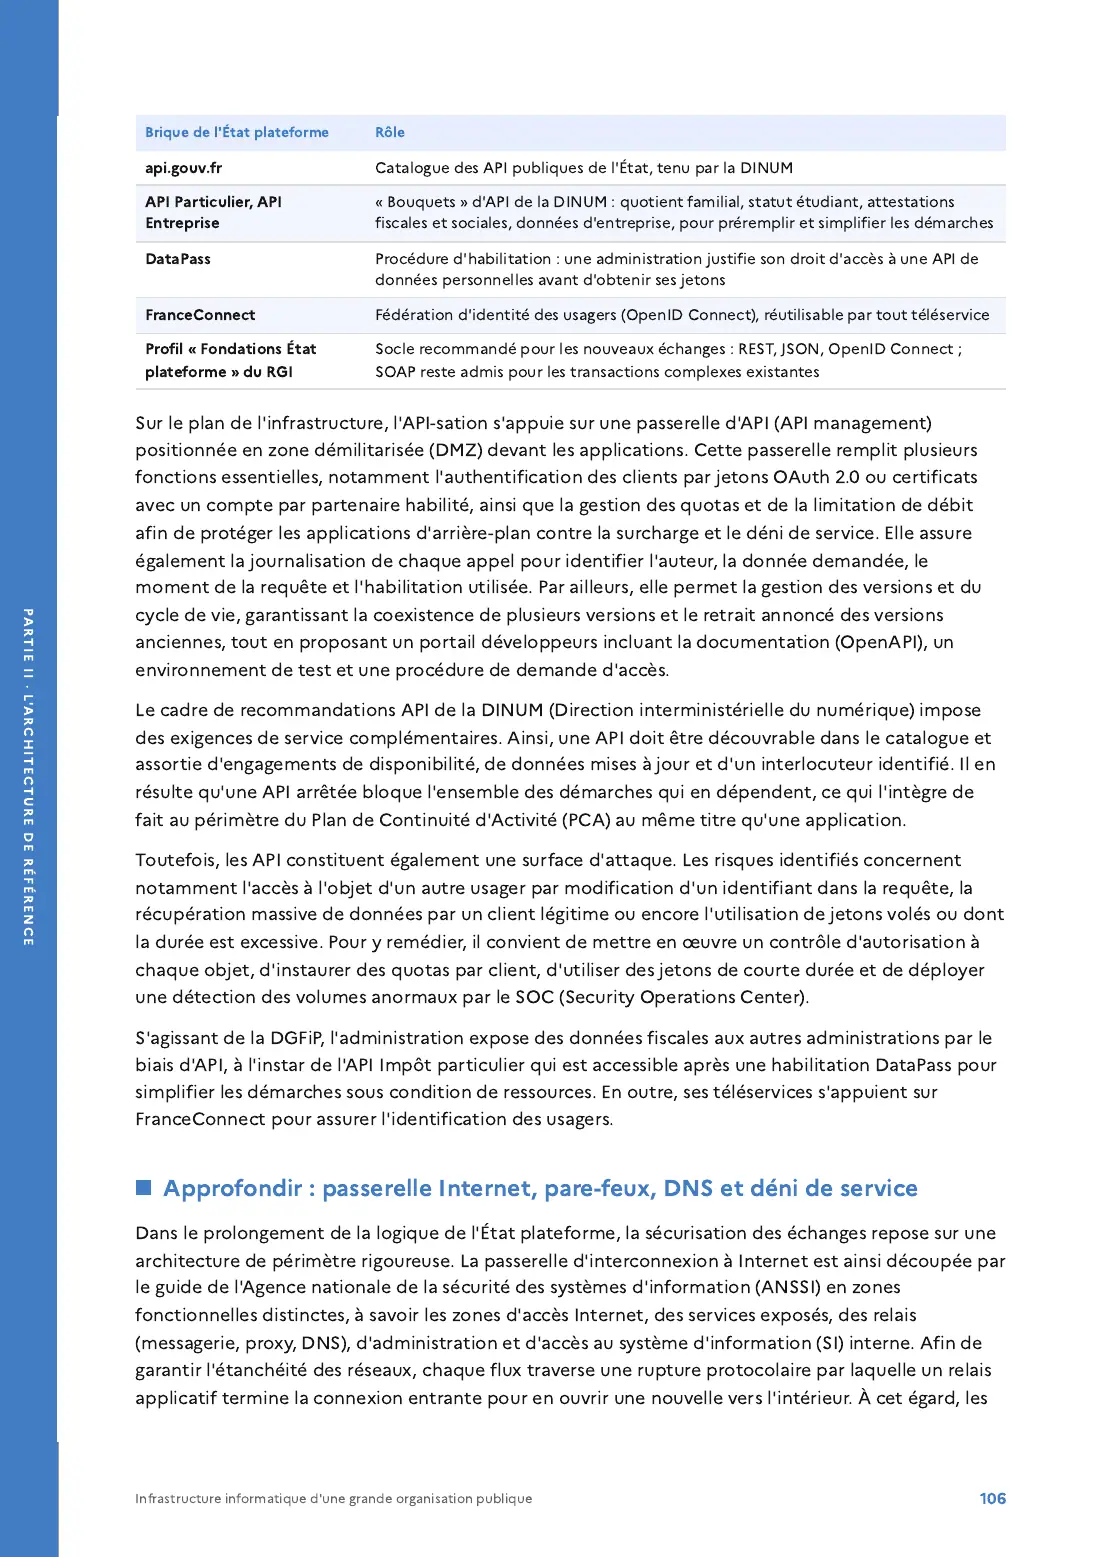 Brique de l'État plateforme Rôle
api.gouv.fr Catalogue des API publiques de l'État, tenu par la DINUM
API Particulier, API Entreprise « Bouquets » d'API de la DINUM : quotient familial, statut étudiant, attestations
fiscales et sociales, données d'entreprise, pour préremplir et simplifier les démarches
DataPass Procédure d'habilitation : une administration justifie son droit d'accès à une API de
données personnelles avant d'obtenir ses jetons
FranceConnect Fédération d'identité des usagers (OpenID Connect), réutilisable par tout téléservice
Profil « Fondations État plateforme » du RGI Socle recommandé pour les nouveaux échanges : REST, JSON, OpenID Connect ;
SOAP reste admis pour les transactions complexes existantes
Sur le plan de l'infrastructure, l'API-sation s'appuie sur une passerelle d'API (API management)
positionnée en zone démilitarisée (DMZ) devant les applications. Cette passerelle remplit plusieurs
fonctions essentielles, notamment l'authentification des clients par jetons OAuth 2.0 ou certificats
avec un compte par partenaire habilité, ainsi que la gestion des quotas et de la limitation de débit
afin de protéger les applications d'arrière-plan contre la surcharge et le déni de service. Elle assure
également la journalisation de chaque appel pour identifier l'auteur, la donnée demandée, le
moment de la requête et l'habilitation utilisée. Par ailleurs, elle permet la gestion des versions et du
cycle de vie, garantissant la coexistence de plusieurs versions et le retrait annoncé des versions
anciennes, tout en proposant un portail développeurs incluant la documentation (OpenAPI), un
environnement de test et une procédure de demande d'accès.
Le cadre de recommandations API de la DINUM (Direction interministérielle du numérique) impose
des exigences de service complémentaires. Ainsi, une API doit être découvrable dans le catalogue et
assortie d'engagements de disponibilité, de données mises à jour et d'un interlocuteur identifié. Il en
résulte qu'une API arrêtée bloque l'ensemble des démarches qui en dépendent, ce qui l'intègre de
fait au périmètre du Plan de Continuité d'Activité (PCA) au même titre qu'une application.
Toutefois, les API constituent également une surface d'attaque. Les risques identifiés concernent
notamment l'accès à l'objet d'un autre usager par modification d'un identifiant dans la requête, la
récupération massive de données par un client légitime ou encore l'utilisation de jetons volés ou dont
la durée est excessive. Pour y remédier, il convient de mettre en œuvre un contrôle d'autorisation à
chaque objet, d'instaurer des quotas par client, d'utiliser des jetons de courte durée et de déployer
une détection des volumes anormaux par le SOC (Security Operations Center).
S'agissant de la DGFiP, l'administration expose des données fiscales aux autres administrations par le
biais d'API, à l'instar de l'API Impôt particulier qui est accessible après une habilitation DataPass pour
simplifier les démarches sous condition de ressources. En outre, ses téléservices s'appuient sur
FranceConnect pour assurer l'identification des usagers.
Approfondir : passerelle Internet, pare-feux, DNS et déni de service
Dans le prolongement de la logique de l'État plateforme, la sécurisation des échanges repose sur une
architecture de périmètre rigoureuse. La passerelle d'interconnexion à Internet est ainsi découpée par
le guide de l'Agence nationale de la sécurité des systèmes d'information (ANSSI) en zones
fonctionnelles distinctes, à savoir les zones d'accès Internet, des services exposés, des relais
(messagerie, proxy, DNS), d'administration et d'accès au système d'information (SI) interne. Afin de
garantir l'étanchéité des réseaux, chaque flux traverse une rupture protocolaire par laquelle un relais
applicatif termine la connexion entrante pour en ouvrir une nouvelle vers l'intérieur. À cet égard, les
PARTIE II · L'ARCHITECTURE DE RÉFÉRENCE
Infrastructure informatique d'une grande organisation publique 106